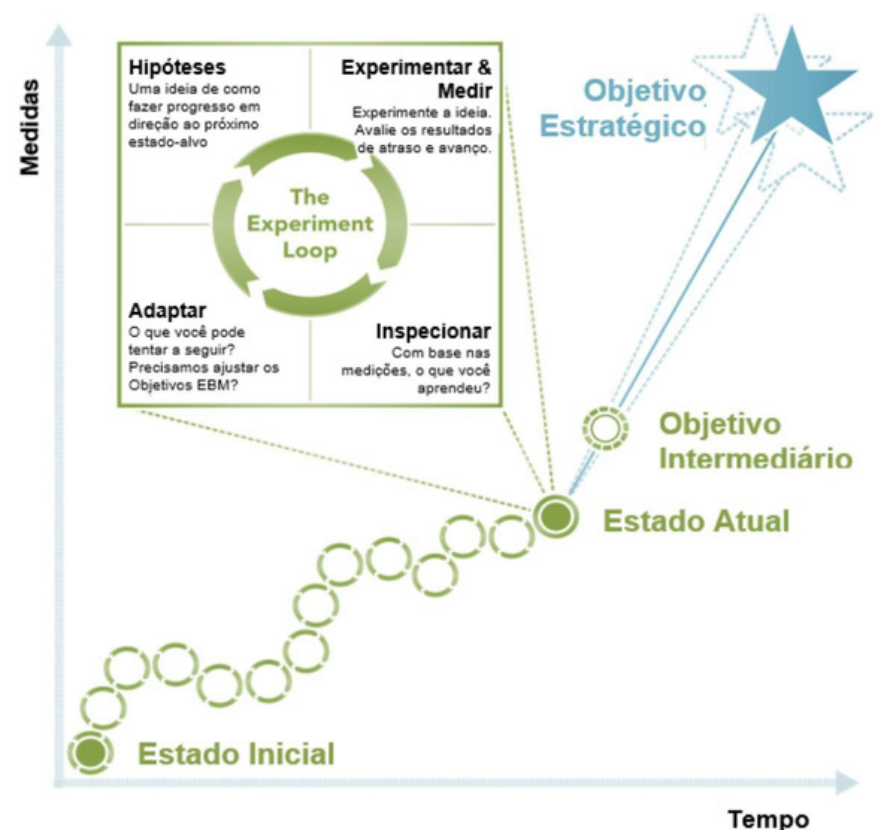 Medidas
Hipóteses
Uma ideia de como
fazer progresso em
direção ao próximo
estado-alvo
Experimentar &
Medir
Experimente a ideia.
Avalie os resultados
de atraso e avanço.
The
Experiment
Loop
Adaptar
O que você pode
tentar a seguir?
Precisamos ajustar os
Objetivos EBM?
Inspecionar
Com base nas
medições, o que você
aprendeu?
Objetivo
Estratégico
Objetivo
Intermediário
Estado Atual
Estado Inicial
Tempo